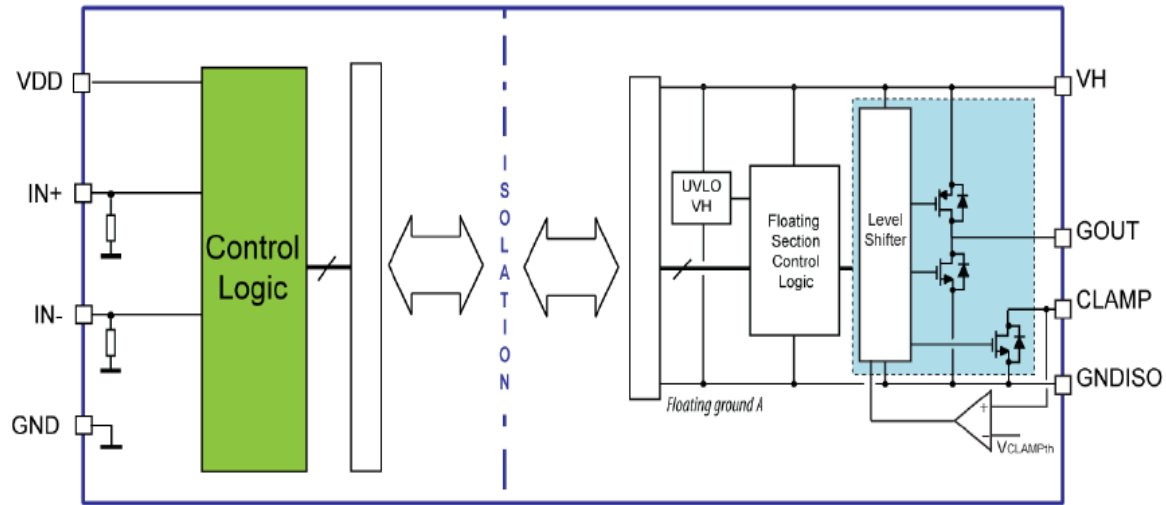 VDD
IN+
IN-
GND
Control
Logic
ISOLATION
UVLO
VH
Floating
Section
Control
Logic
Level
Shifter
VH
GOUT
CLAMP
GNDISO
Floating ground A
+
-
VCLAMPth